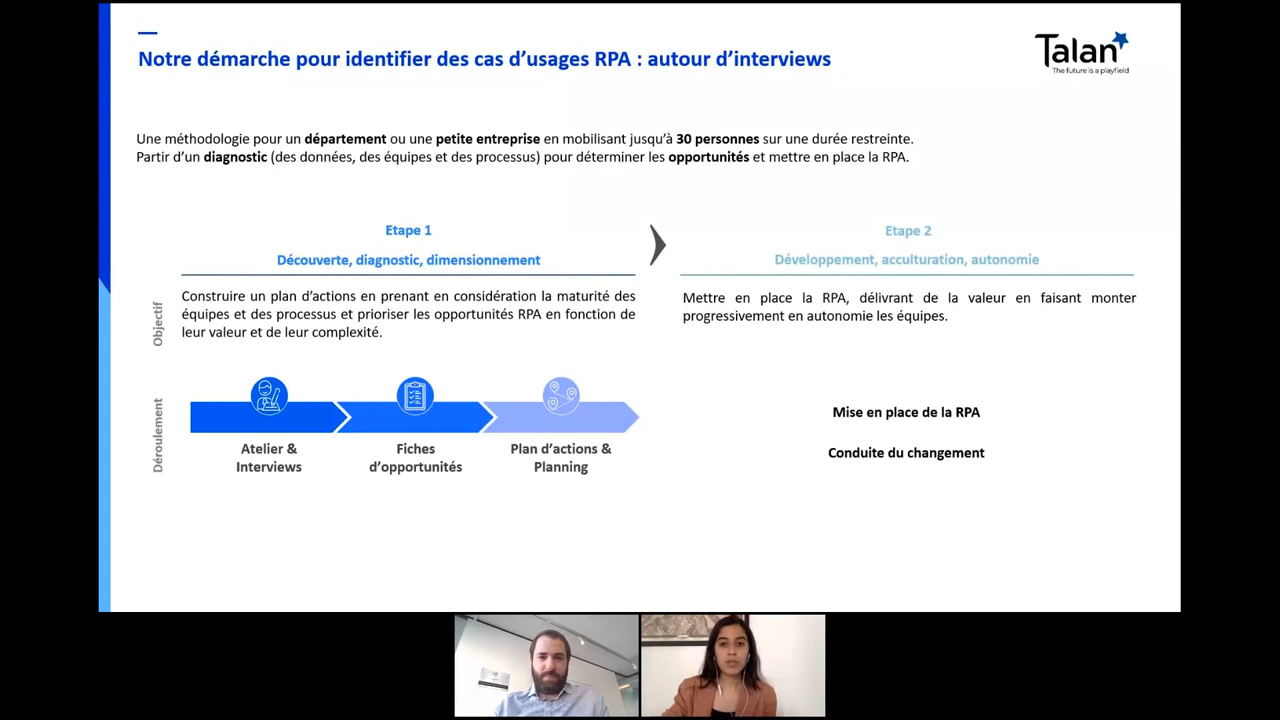 Notre démarche pour identifier des cas d'usages RPA : autour d'interviews
Talan
The future is a playfield
Une méthodologie pour un département ou une petite entreprise en mobilisant jusqu'à 30 personnes sur une durée restreinte.
Partir d'un diagnostic (des données, des équipes et des processus) pour déterminer les opportunités et mettre en place la RPA.
Etape 1
Découverte, diagnostic, dimensionnement
Objectif
Construire un plan d'actions en prenant en considération la maturité des
équipes et des processus et prioriser les opportunités RPA en fonction de
leur valeur et de leur complexité.
Déroulement
Atelier &
Interviews
Fiches
d'opportunités
Plan d'actions &
Planning
Etape 2
Développement, acculturation, autonomie
Mettre en place la RPA, délivrant de la valeur en faisant monter
progressivement en autonomie les équipes.
Mise en place de la RPA
Conduite du changement